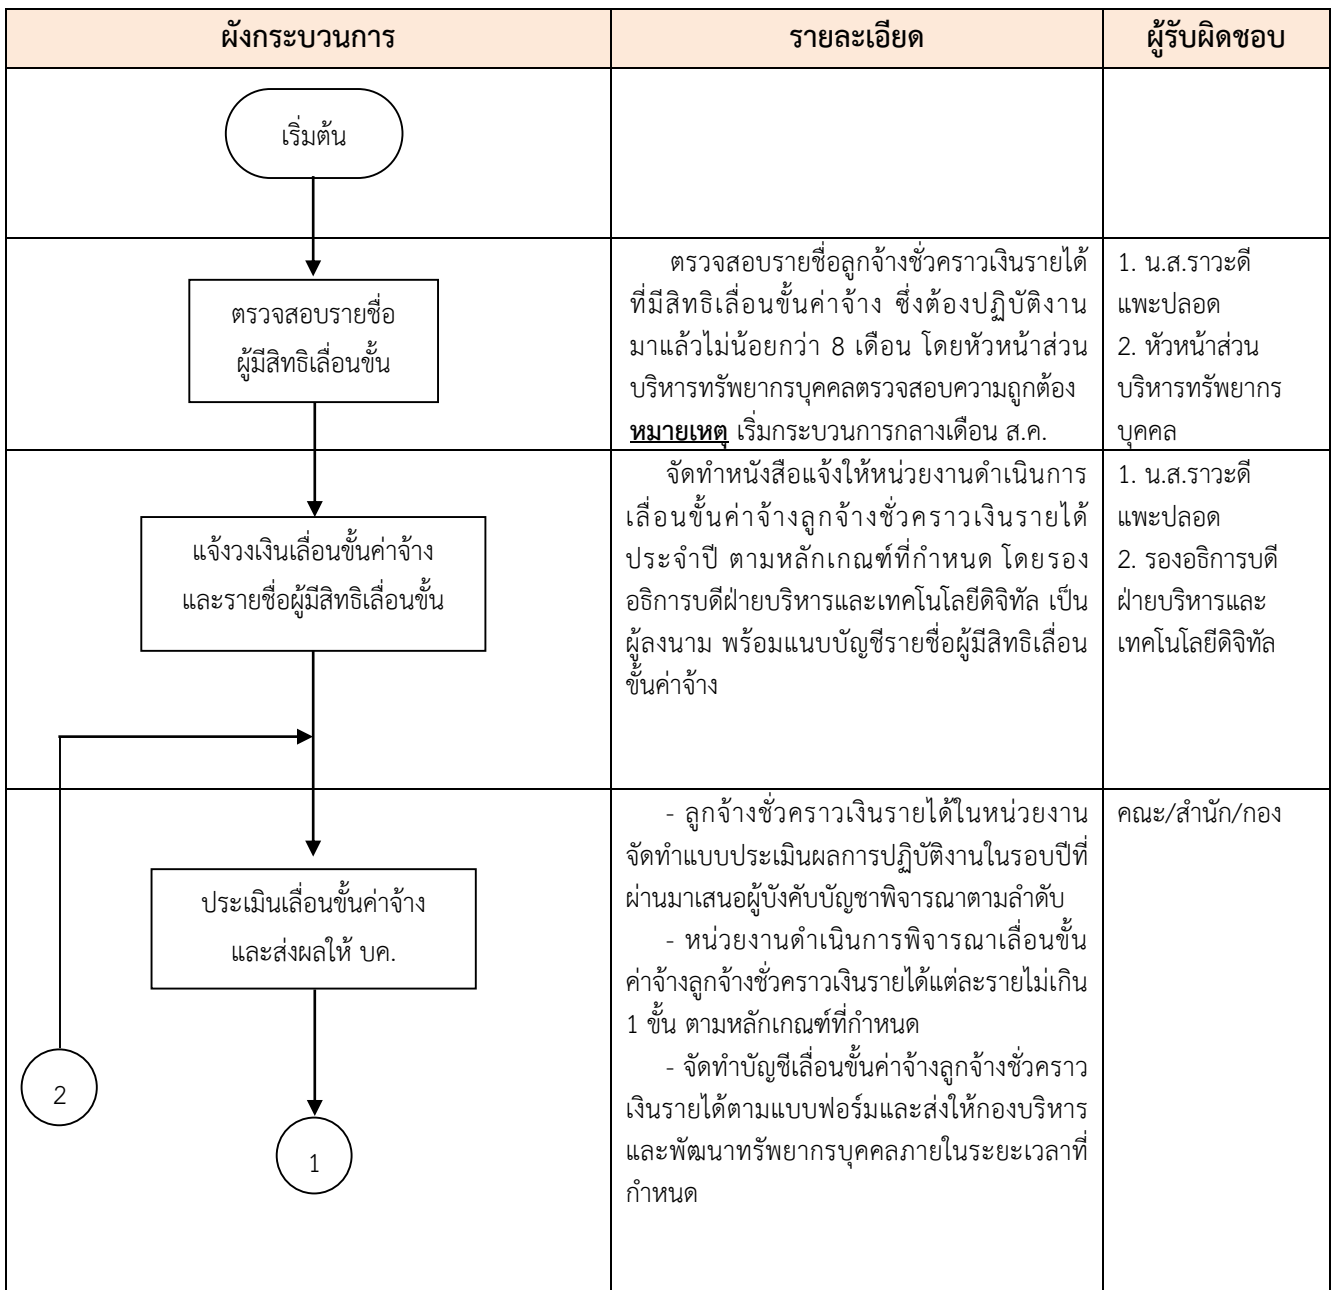 ผังกระบวนการ
รายละเอียด
ผู้รับผิดชอบ
เริ่มต้น
ตรวจสอบรายชื่อ
ผู้มีสิทธิเลื่อนขั้น
ตรวจสอบรายชื่อลูกจ้างชั่วคราวเงินรายได้
ที่มีสิทธิเลื่อนขั้นค่าจ้าง ซึ่งต้องปฏิบัติงาน
มาแล้วไม่น้อยกว่า 8 เดือน โดยหัวหน้าส่วน
บริหารทรัพยากรบุคคลตรวจสอบความถูกต้อง
หมายเหตุ เริ่มกระบวนการกลางเดือน ส.ค.
1. น.ส.ราวะดี
แพะปลอด
2. หัวหน้าส่วน
บริหารทรัพยากร
บุคคล
แจ้งวงเงินเลื่อนขั้นค่าจ้าง
และรายชื่อผู้มีสิทธิเลื่อนขั้น
จัดทำหนังสือแจ้งให้หน่วยงานดำเนินการ
เลื่อนขั้นค่าจ้างลูกจ้างชั่วคราวเงินรายได้
ประจำปี ตามหลักเกณฑ์ที่กำหนด โดยรอง
อธิการบดีฝ่ายบริหารและเทคโนโลยีดิจิทัล เป็น
ผู้ลงนาม พร้อมแนบบัญชีรายชื่อผู้มีสิทธิเลื่อน
ขั้นค่าจ้าง
1. น.ส.ราวะดี
แพะปลอด
2. รองอธิการบดี
ฝ่ายบริหารและ
เทคโนโลยีดิจิทัล
ประเมินเลื่อนขั้นค่าจ้าง
และส่งผลให้ บค.
2
1
- ลูกจ้างชั่วคราวเงินรายได้ในหน่วยงาน
จัดทำแบบประเมินผลการปฏิบัติงานในรอบปีที่
ผ่านมาเสนอผู้บังคับบัญชาพิจารณาตามลำดับ
- หน่วยงานดำเนินการพิจารณาเลื่อนขั้น
ค่าจ้างลูกจ้างชั่วคราวเงินรายได้แต่ละรายไม่เกิน
1 ขั้น ตามหลักเกณฑ์ที่กำหนด
- จัดทำบัญชีเลื่อนขั้นค่าจ้างลูกจ้างชั่วคราว
เงินรายได้ตามแบบฟอร์มและส่งให้กองบริหาร
และพัฒนาทรัพยากรบุคคลภายในระยะเวลาที่
กำหนด
คณะ/สำนัก/กอง